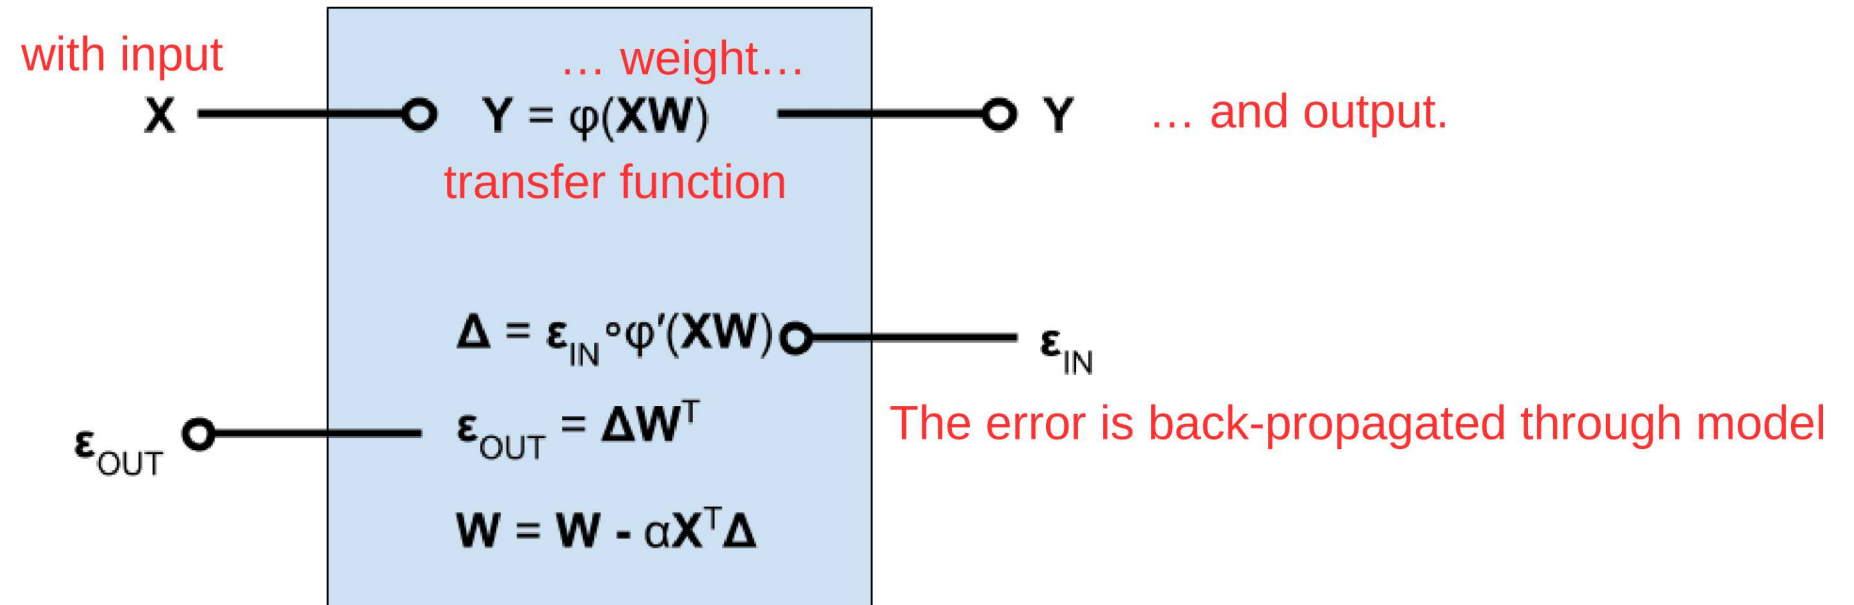 with input
… weight…
X Y = φ(XW) Y … and output.
transfer function
Δ = ε_IN∘φ′(XW) ε_IN
The error is back-propagated through model
ε_OUT ε_OUT = ΔW^T
W = W - αX^TΔ